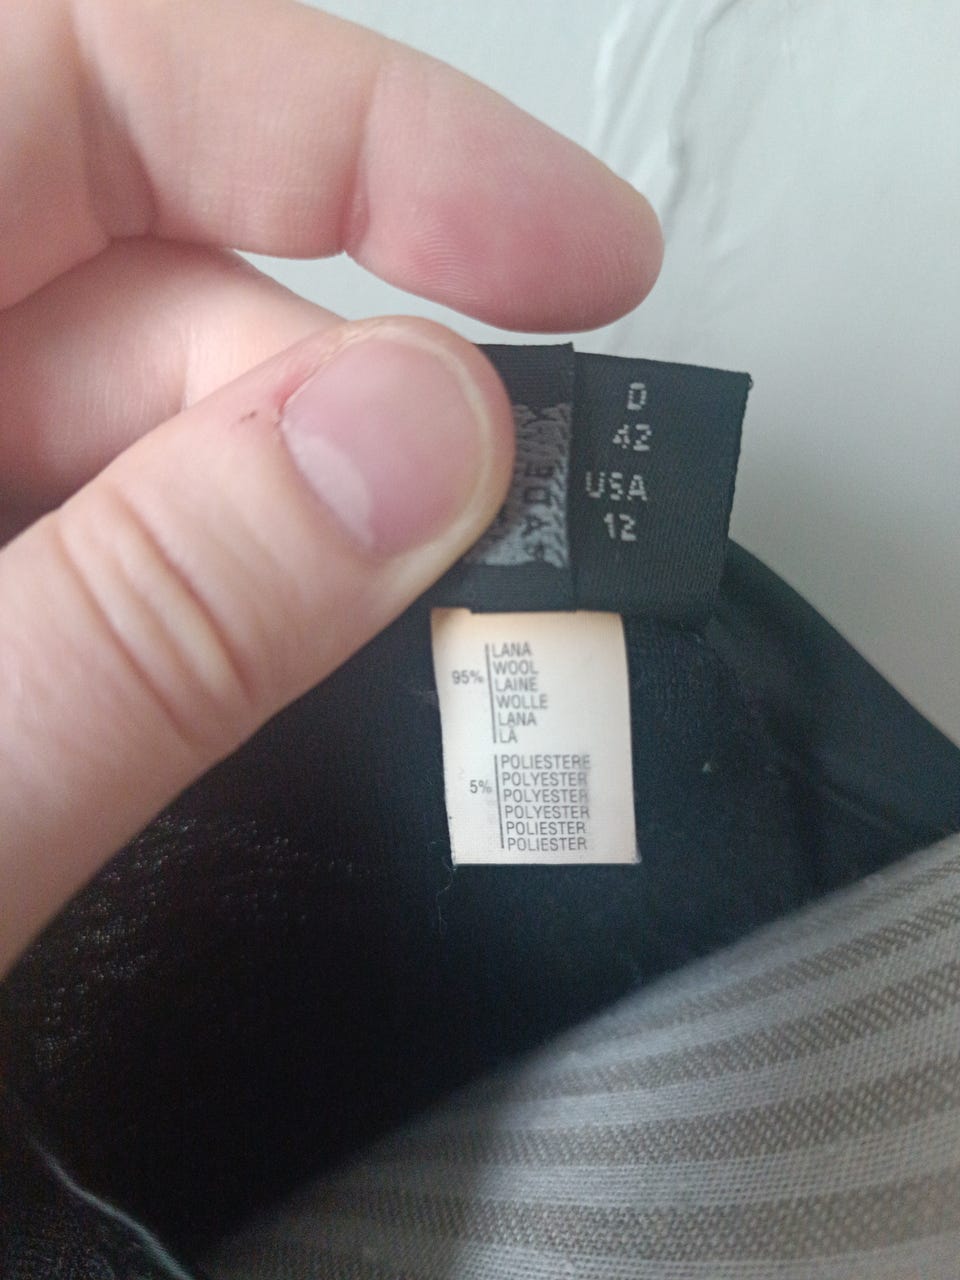 D
42
USA
12
95%
LANA
WOOL
LAINE
WOLLE
LANA
LÃ
5%
POLIESTERE
POLYESTER
POLYESTER
POLYESTER
POLIESTER
POLIESTER